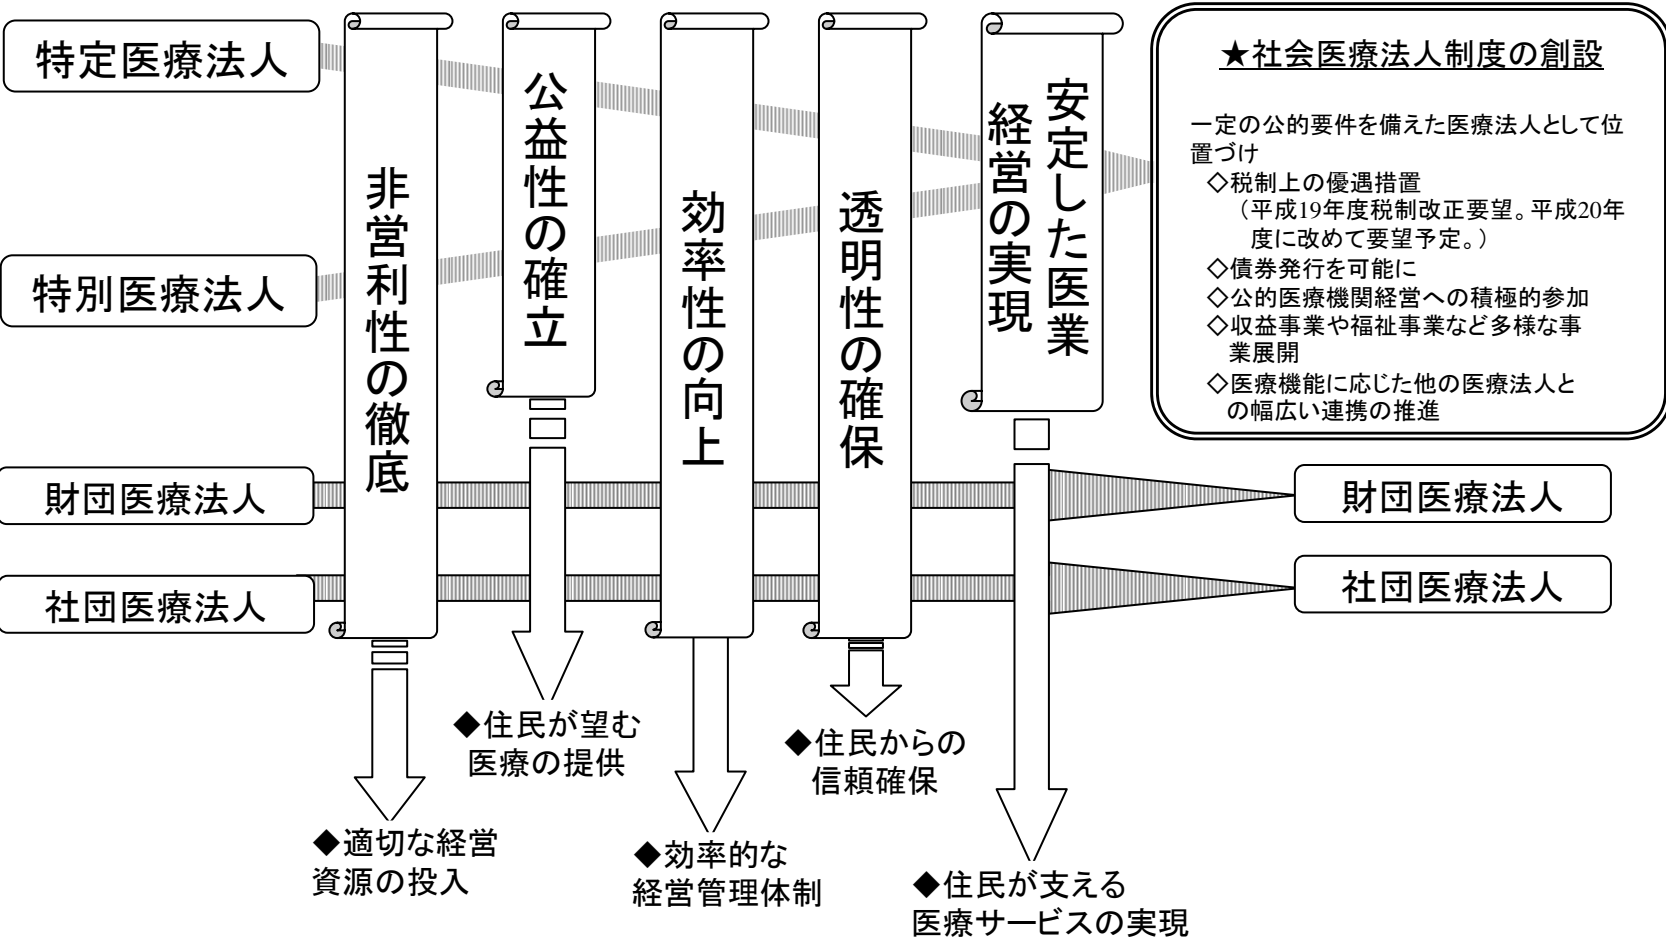 特定医療法人
特別医療法人
財団医療法人
社団医療法人
非営利性の徹底
公益性の確立
効率性の向上
透明性の確保
安定した医業
経営の実現
★社会医療法人制度の創設
一定の公的要件を備えた医療法人として位
置づけ
◇税制上の優遇措置
（平成19年度税制改正要望。平成20年
度に改めて要望予定。）
◇債券発行を可能に
◇公的医療機関経営への積極的参加
◇収益事業や福祉事業など多様な事
業展開
◇医療機能に応じた他の医療法人と
の幅広い連携の推進
財団医療法人
社団医療法人
◆適切な経営
資源の投入
◆住民が望む
医療の提供
◆効率的な
経営管理体制
◆住民からの
信頼確保
◆住民が支える
医療サービスの実現